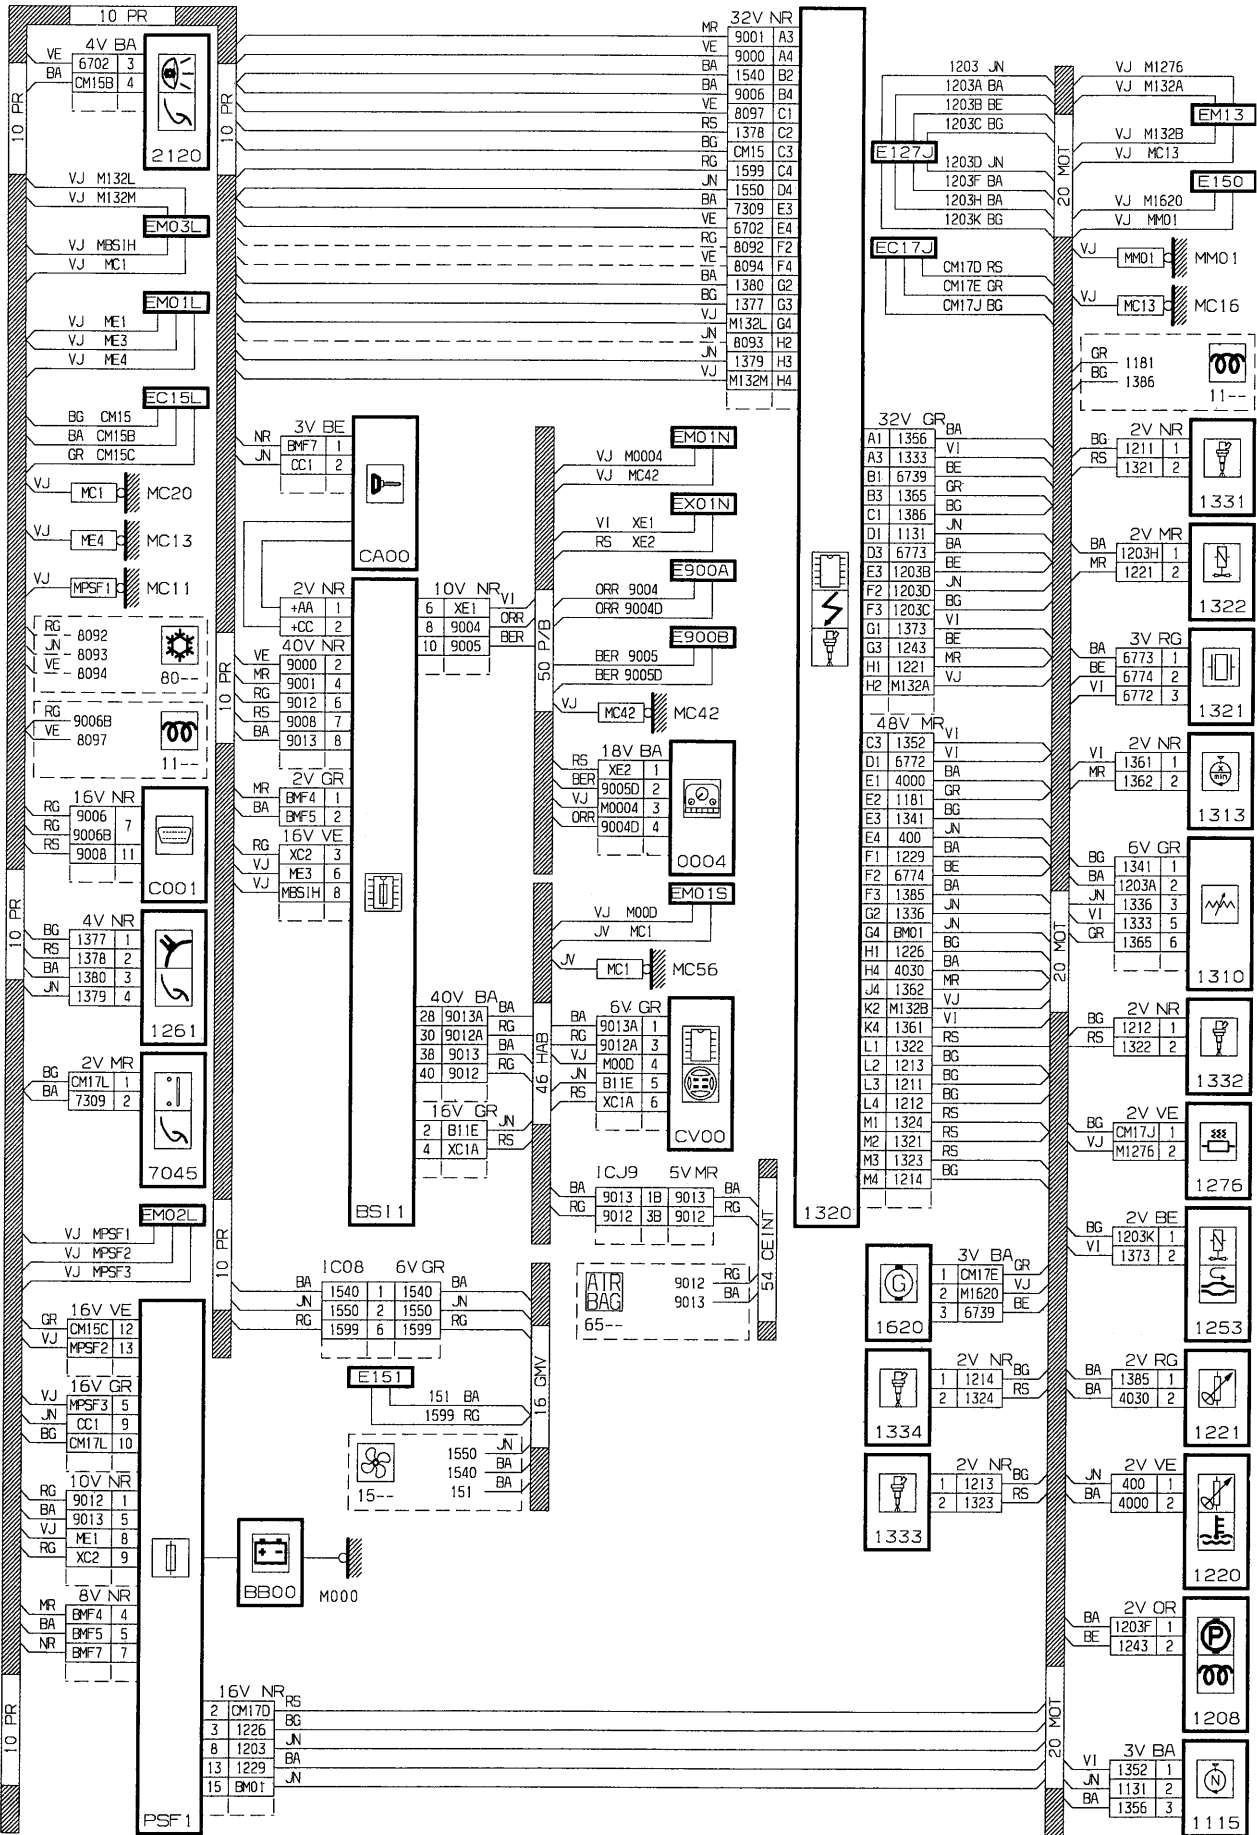 10 PR
4V BA
VE 6702 3
BA CM15B 4
2120
10 PR
10 PR
VJ M132L
VJ M132M
EM03L
VJ MBSIH
VJ MC1
EM01L
VJ ME1
VJ ME3
VJ ME4
EC15L
BG CM15
BA CM15B
GR CM15C
VJ MC1 MC20
VJ ME4 MC13
VJ MPSF1 MC11
RG 8092
JN 8093
VE 8094
80--
RG 9006B
VE 8097
11--
16V NR
RG 9006 7
RG 9006B
RS 9008 11
C001
10 PR
4V NR
BG 1377 1
RS 1378 2
BA 1380 3
JN 1379 4
1261
2V MR
BG CM17L 1
BA 7309 2
7045
EM02L
VJ MPSF1
VJ MPSF2
VJ MPSF3
16V VE
GR CM15C 12
VJ MPSF2 13
16V GR
VJ MPSF3 5
JN CC1 9
BG CM17L 10
10V NR
RG 9012 1
BA 9013 5
VJ ME1 8
RG XC2 9
8V NR
MR BMF4 4
BA BMF5 5
NR BMF7 7
10 PR
PSF1
16V NR
2 CM17D RS
3 1226 BG
8 1203 JN
13 1229 BA
15 BM01 JN
BB00
M000
32V NR
MR 9001 A3
VE 9000 A4
BA 1540 B2
BA 9006 B4
VE 8097 C1
RS 1378 C2
BG CM15 C3
RG 1599 C4
JN 1550 D4
BA 7309 E3
VE 6702 E4
RG 8092 F2
VE 8094 F4
BA 1380 G2
BG 1377 G3
VJ M132L G4
JN 8093 H2
JN 1379 H3
VJ M132M H4
3V BE
NR BMF7 1
JN CC1 2
CA00
10 PR
2V NR
+AA 1
+CC 2
40V NR
VE 9000 2
MR 9001 4
RG 9012 6
RS 9008 7
BA 9013 8
2V GR
MR BMF4 1
BA BMF5 2
16V VE
RG XC2 3
VJ ME3 6
VJ MBSIH 8
10V NR
6 XE1 VI
8 9004 ORR
10 9005 BER
40V BA
28 9013A BA
30 9012A RG
38 9013 BA
40 9012 RG
16V GR
2 B11E JN
4 XC1A RS
BSI1
50 P/B
EM01N
VJ M0004
VJ MC42
EX01N
VI XE1
RS XE2
E900A
ORR 9004
ORR 9004D
E900B
BER 9005
BER 9005D
VJ MC42 MC42
18V BA
RS XE2 1
BER 9005D 2
VJ M0004 3
ORR 9004D 4
0004
EM01S
VJ M00D
JV MC1
JV MC1 MC56
46 HAB
6V GR
BA 9013A 1
RG 9012A 3
VJ M00D 4
JN B11E 5
RS XC1A 6
CV00
ICJ9 5V MR
BA 9013 1B 9013 BA
RG 9012 3B 9012 RG
54 CEINT
AIR
BAG
65--
9012 RG
9013 BA
10 PR
IC08 6V GR
BA 1540 1 1540 BA
JN 1550 2 1550 JN
RG 1599 6 1599 RG
E151
151 BA
1599 RG
16 GMV
15--
1550 JN
1540 BA
151 BA
1320
32V GR
A1 1356 BA
A3 1333 VI
B1 6739 BE
B3 1365 GR
C1 1386 BG
D1 1131 JN
D3 6773 BA
E3 1203B BE
F2 1203D JN
F3 1203C BG
G1 1373 VI
G3 1243 BE
H1 1221 MR
H2 M132A VJ
48V MR
C3 1352 VI
D1 6772 VI
E1 4000 BA
E2 1181 GR
E3 1341 BG
E4 400 JN
F1 1229 BA
F2 6774 BE
F3 1385 BA
G2 1336 JN
G4 BM01 JN
H1 1226 BG
H4 4030 BA
J4 1362 MR
K2 M132B VJ
K4 1361 VI
L1 1322 RS
L2 1213 BG
L3 1211 BG
L4 1212 BG
M1 1324 RS
M2 1321 RS
M3 1323 RS
M4 1214 BG
3V BA
1 CM17E GR
2 M1620 VJ
3 6739 BE
1620
2V NR
1 1214 BG
2 1324 RS
1334
2V NR
1 1213 BG
2 1323 RS
1333
1203 JN
1203A BA
1203B BE
1203C BG
E127J
1203D JN
1203F BA
1203H BA
1203K BG
EC17J
CM17D RS
CM17E GR
CM17J BG
20 MOT
VJ M1276
VJ M132A
EM13
VJ M132B
VJ MC13
E150
VJ M1620
VJ MM01
VJ MM01 MM01
VJ MC13 MC16
GR 1181
BG 1386
11--
2V NR
BG 1211 1
RS 1321 2
1331
2V MR
BA 1203H 1
MR 1221 2
1322
3V RG
BA 6773 1
BE 6774 2
VI 6772 3
1321
2V NR
VI 1361 1
MR 1362 2
min
1313
6V GR
BG 1341 1
BA 1203A 2
JN 1336 3
VI 1333 5
GR 1365 6
1310
20 MOT
2V NR
BG 1212 1
RS 1322 2
1332
2V VE
BG CM17J 1
VJ M1276 2
1276
2V BE
BG 1203K 1
VI 1373 2
1253
2V RG
BA 1385 1
BA 4030 2
1221
2V VE
JN 400 1
BA 4000 2
1220
2V OR
BA 1203F 1
BE 1243 2
P
1208
20 MOT
3V BA
VI 1352 1
JN 1131 2
BA 1356 3
N
1115
G